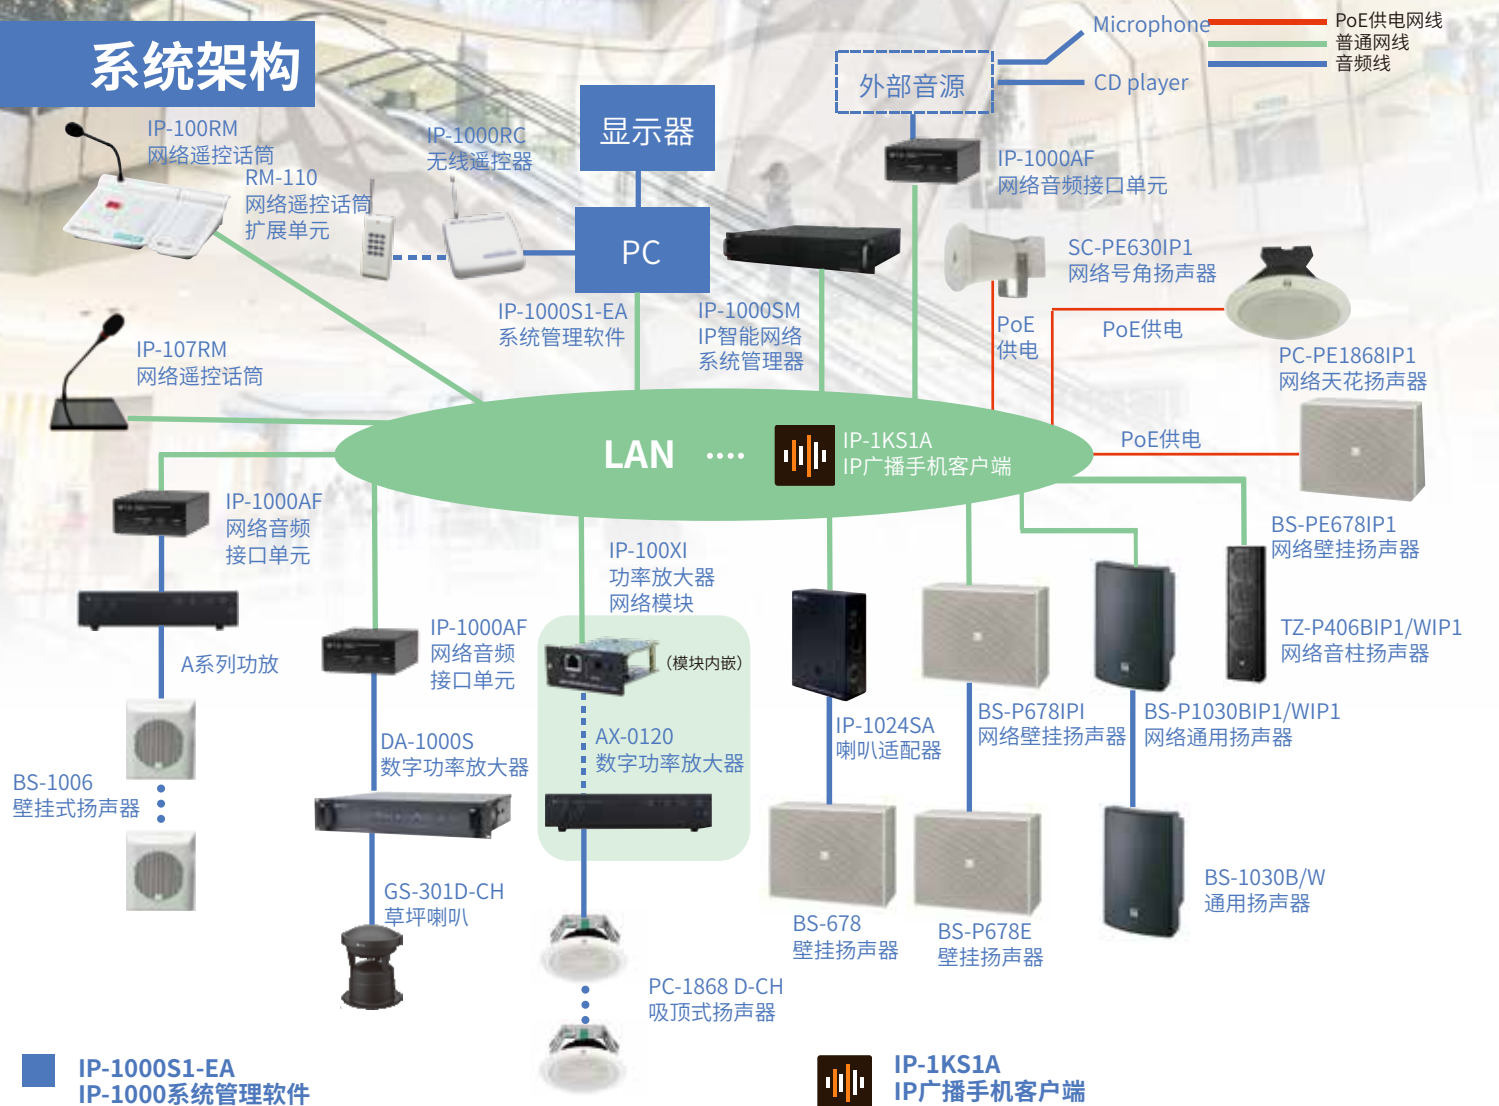 系统架构
Microphone
CD player
PoE供电网线
普通网线
音频线
外部音源
IP-100RM
网络遥控话筒
RM-110
网络遥控话筒
扩展单元
IP-1000RC
无线遥控器
显示器
PC
IP-1000AF
网络音频接口单元
SC-PE630IP1
网络号角扬声器
IP-1000S1-EA
系统管理软件
IP-1000SM
IP智能网络
系统管理器
PoE
供电
PoE供电
PC-PE1868IP1
网络天花扬声器
IP-107RM
网络遥控话筒
LAN
IP-1KS1A
IP广播手机客户端
PoE供电
BS-PE678IP1
网络壁挂扬声器
IP-1000AF
网络音频
接口单元
IP-100XI
功率放大器
网络模块
(模块内嵌)
A系列功放
IP-1000AF
网络音频
接口单元
TZ-P406BIP1/WIP1
网络音柱扬声器
DA-1000S
数字功率放大器
AX-0120
数字功率放大器
IP-1024SA
喇叭适配器
BS-P678IPI
网络壁挂扬声器
BS-P1030BIP1/WIP1
网络通用扬声器
BS-1006
壁挂式扬声器
GS-301D-CH
草坪喇叭
BS-678
壁挂扬声器
BS-P678E
壁挂扬声器
BS-1030B/W
通用扬声器
PC-1868 D-CH
吸顶式扬声器
IP-1000S1-EA
IP-1000系统管理软件
IP-1KS1A
IP广播手机客户端